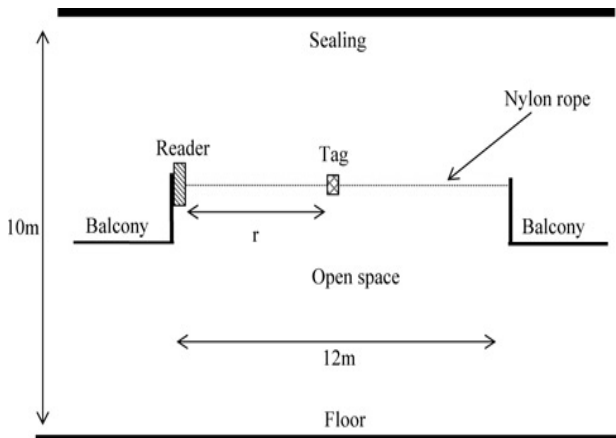 Sealing
Nylon rope
Reader
Tag
10m
Balcony
Balcony
r
Open space
12m
Floor